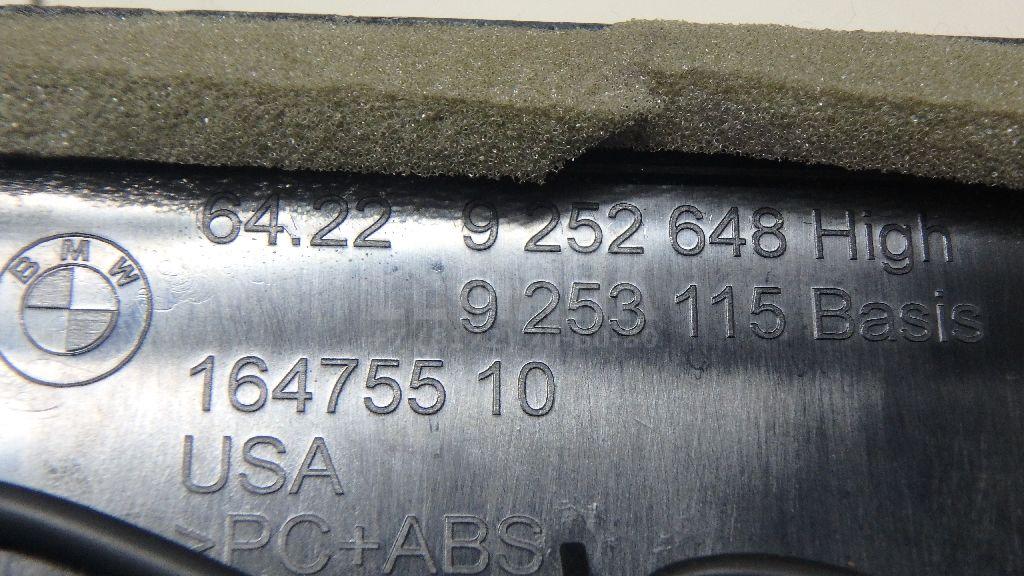 64.22 9 252 648 High
9 253 115 Basis
BMW
164755 10
USA
>PC+ABS